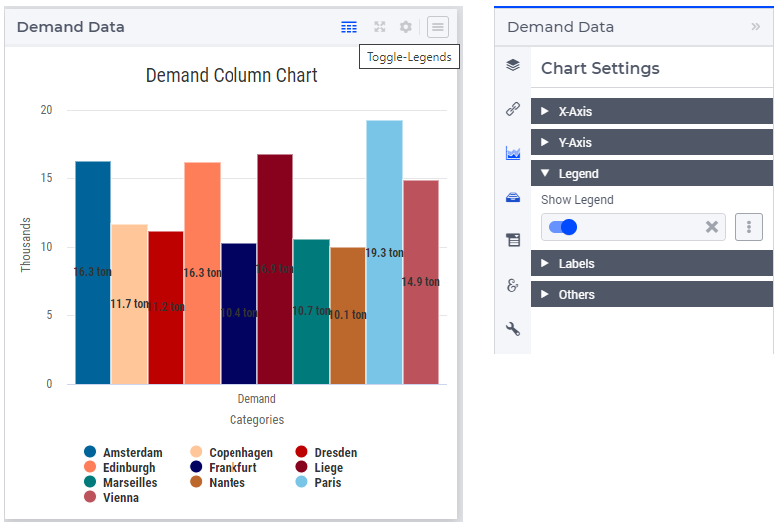 Demand Data
Toggle-Legends
Demand Column Chart
20
15
10
5
0
Thousands
16.3 ton
11.7 ton
11.2 ton
16.3 ton
10.4 ton
10.7 ton
10.1 ton
19.3 ton
14.9 ton
Demand
Categories
Amsterdam Copenhagen Dresden
Edinburgh Frankfurt Liege
Marseilles Nantes Paris
Vienna
Demand Data
Chart Settings
X-Axis
Y-Axis
Legend
Show Legend
Labels
Others